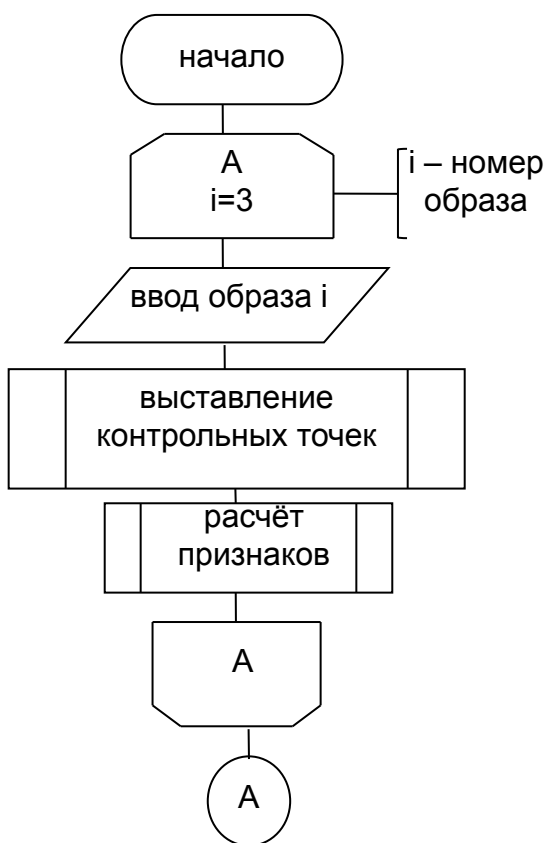 начало
А
i=3
i – номер
образа
ввод образа i
выставление
контрольных точек
расчёт
признаков
А
А